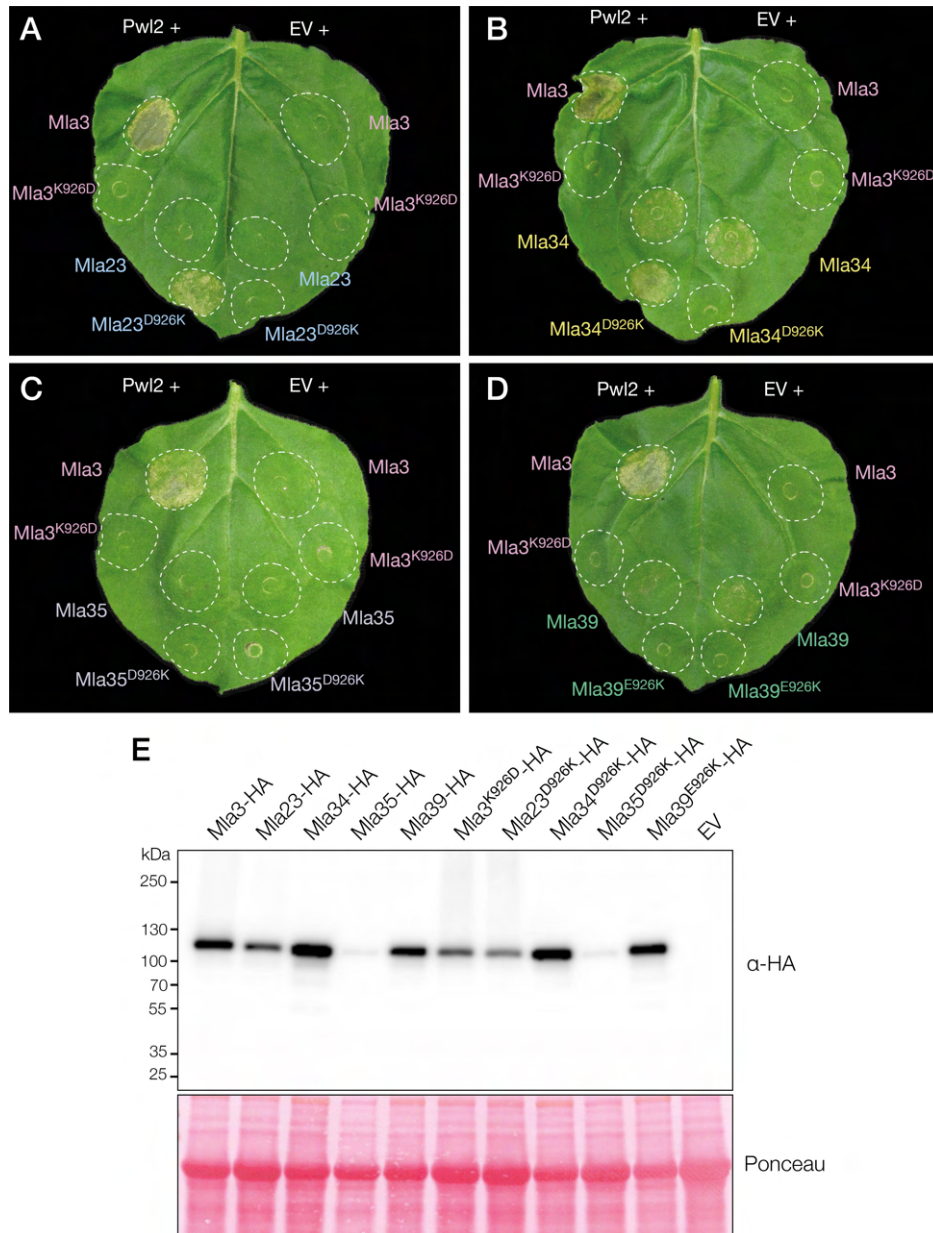 A
Pwl2 +
EV +
Mla3
Mla3
Mla3K926D
Mla3K926D
Mla23
Mla23
Mla23D926K
Mla23D926K
B
Pwl2 +
EV +
Mla3
Mla3
Mla3K926D
Mla3K926D
Mla34
Mla34
Mla34D926K
Mla34D926K
C
Pwl2 +
EV +
Mla3
Mla3
Mla3K926D
Mla3K926D
Mla35
Mla35
Mla35D926K
Mla35D926K
D
Pwl2 +
EV +
Mla3
Mla3
Mla3K926D
Mla3K926D
Mla39
Mla39
Mla39E926K
Mla39E926K
E
Mla3-HA
Mla23-HA
Mla34-HA
Mla35-HA
Mla39-HA
Mla3K926D-HA
Mla23D926K-HA
Mla34D926K-HA
Mla35D926K-HA
Mla39E926K-HA
EV
kDa
250
130
100
70
55
35
25
α-HA
Ponceau